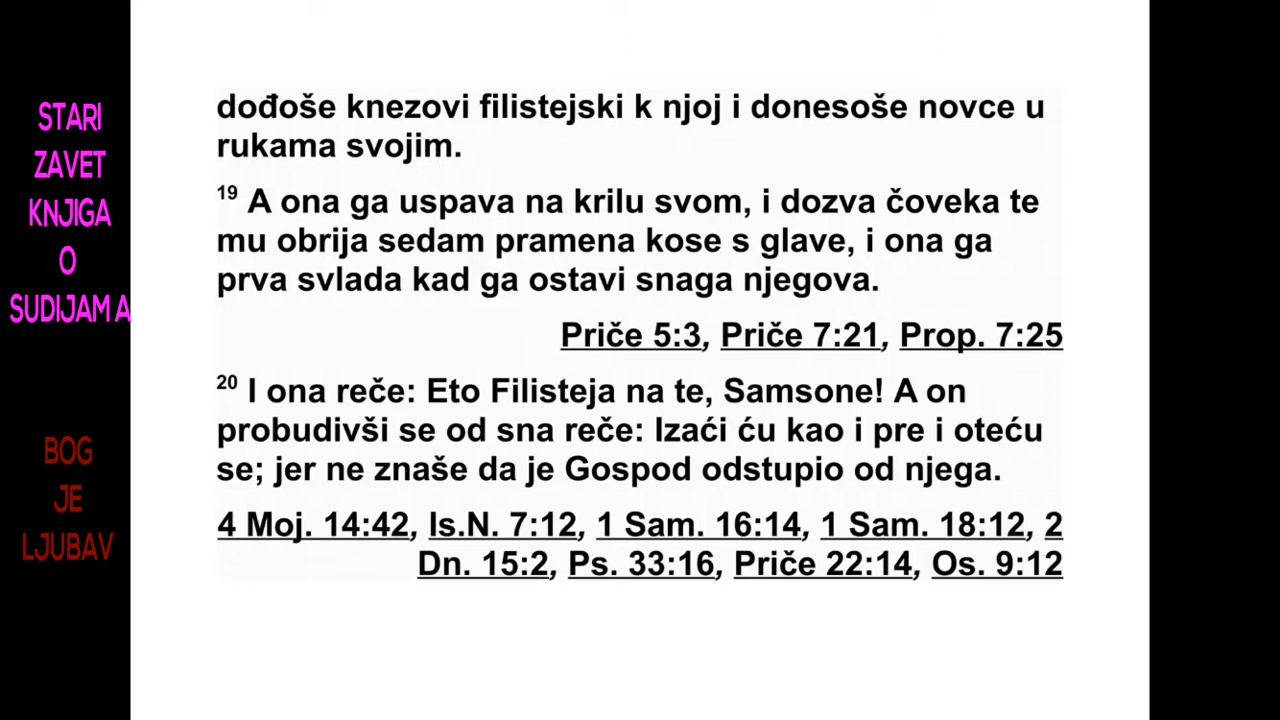 STARI
ZAVET
KNJIGA
O
SUDIJAMA
BOG
JE
LJUBAV
dođoše knezovi filistejski k njoj i donesoše novce u
rukama svojim.
19 A ona ga uspava na krilu svom, i dozva čoveka te
mu obrija sedam pramena kose s glave, i ona ga
prva svlada kad ga ostavi snaga njegova.
Priče 5:3, Priče 7:21, Prop. 7:25
20 I ona reče: Eto Filisteja na te, Samsone! A on
probudivši se od sna reče: Izaći ću kao i pre i oteću
se; jer ne znaše da je Gospod odstupio od njega.
4 Moj. 14:42, Is.N. 7:12, 1 Sam. 16:14, 1 Sam. 18:12, 2
Dn. 15:2, Ps. 33:16, Priče 22:14, Os. 9:12